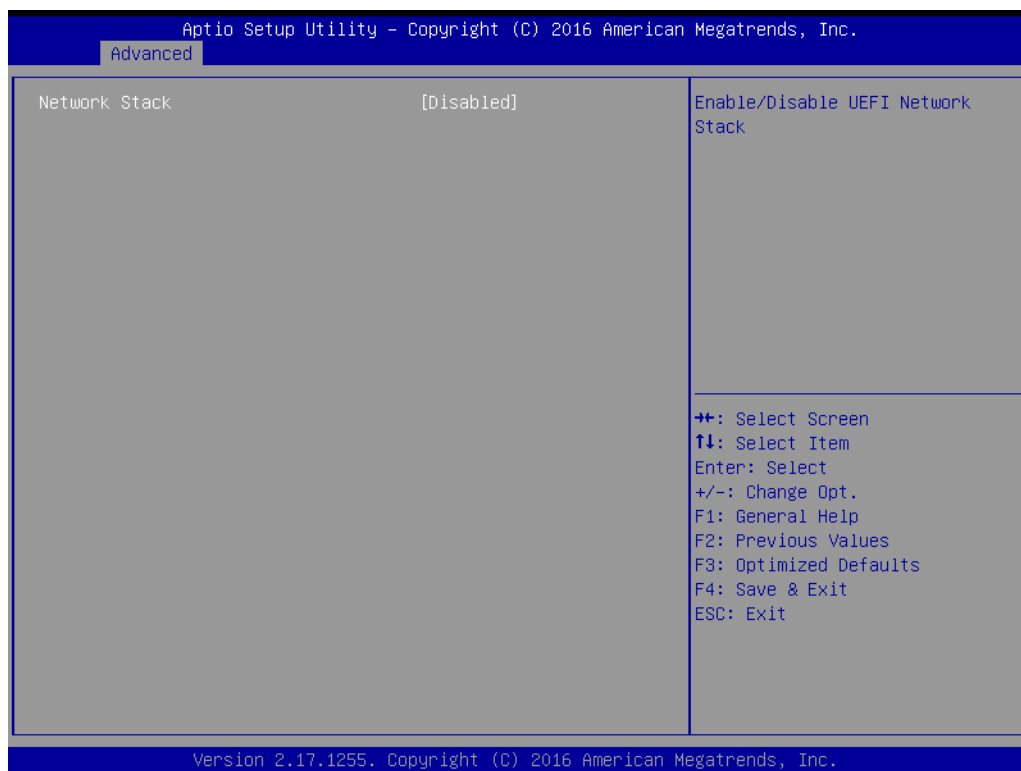 Aptio Setup Utility – Copyright (C) 2016 American Megatrends, Inc.
Advanced
Network Stack [Disabled]
Enable/Disable UEFI Network
Stack
→←: Select Screen
↑↓: Select Item
Enter: Select
+/-: Change Opt.
F1: General Help
F2: Previous Values
F3: Optimized Defaults
F4: Save & Exit
ESC: Exit
Version 2.17.1255. Copyright (C) 2016 American Megatrends, Inc.